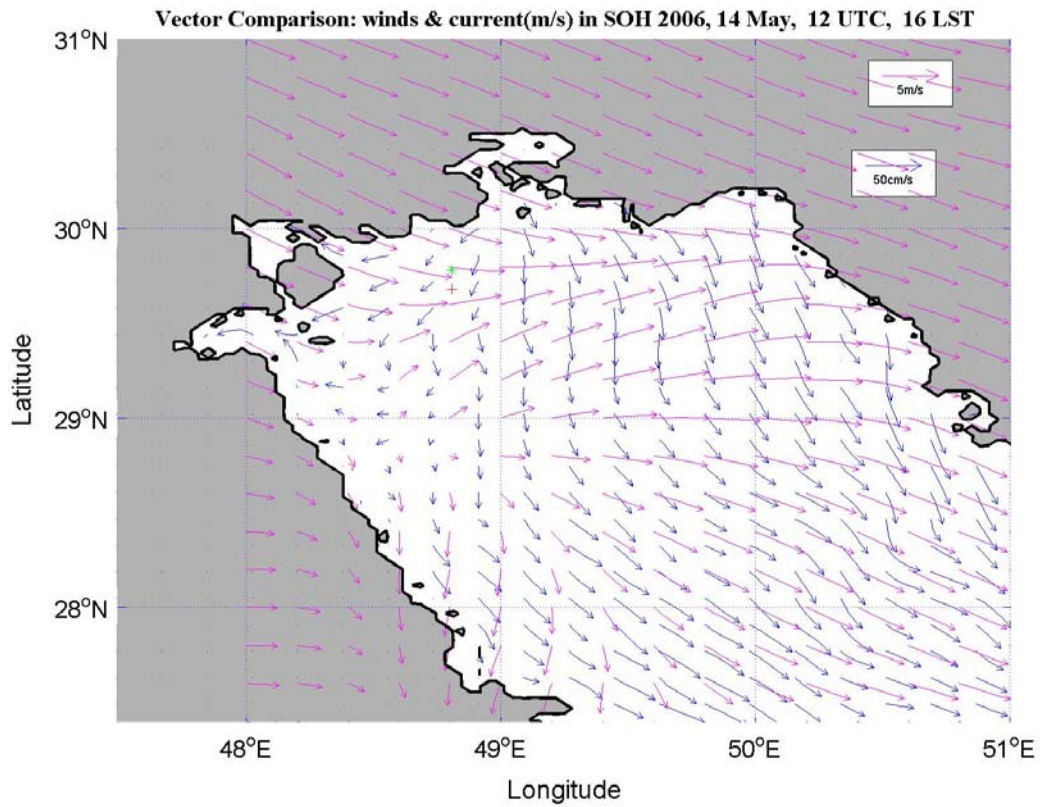 Vector Comparison: winds & current(m/s) in SOH 2006, 14 May, 12 UTC, 16 LST
31°N
5m/s
50cm/s
30°N
Latitude
29°N
28°N
48°E 49°E 50°E 51°E
Longitude